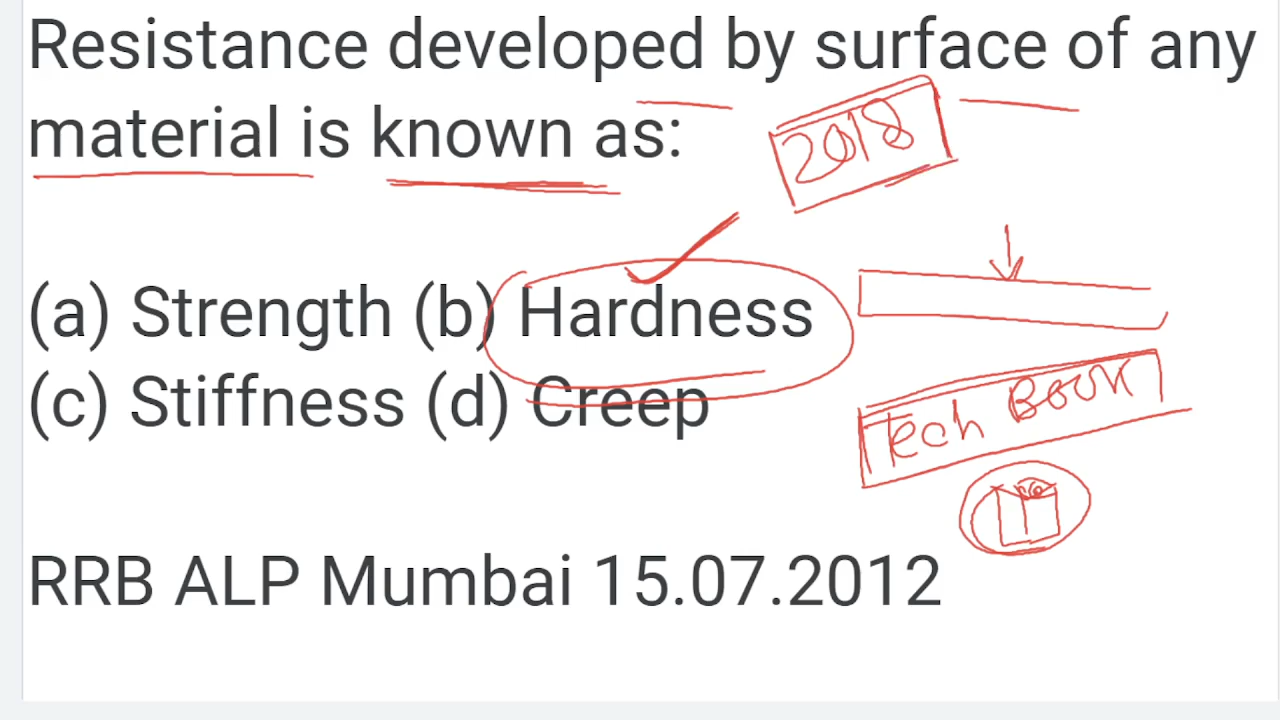 Resistance developed by surface of any
material is known as:
2018
(a) Strength (b) Hardness
(c) Stiffness (d) Creep
Tech Book
RRB ALP Mumbai 15.07.2012